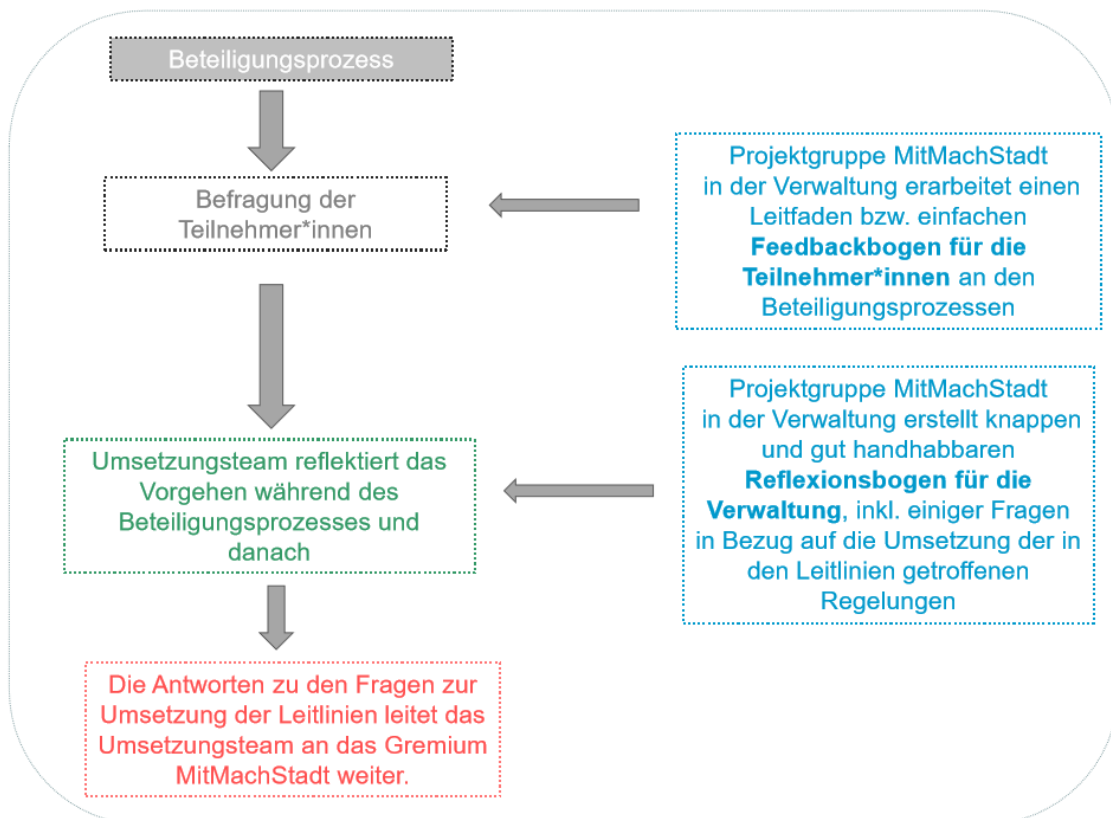 Beteiligungsprozess
Befragung der
Teilnehmer*innen
Projektgruppe MitMachStadt
in der Verwaltung erarbeitet einen
Leitfaden bzw. einfachen
Feedbackbogen für die
Teilnehmer*innen an den
Beteiligungsprozessen
Umsetzungsteam reflektiert das
Vorgehen während des
Beteiligungsprozesses und
danach
Projektgruppe MitMachStadt
in der Verwaltung erstellt knappen
und gut handhabbaren
Reflexionsbogen für die
Verwaltung, inkl. einiger Fragen
in Bezug auf die Umsetzung der in
den Leitlinien getroffenen
Regelungen
Die Antworten zu den Fragen zur
Umsetzung der Leitlinien leitet das
Umsetzungsteam an das Gremium
MitMachStadt weiter.